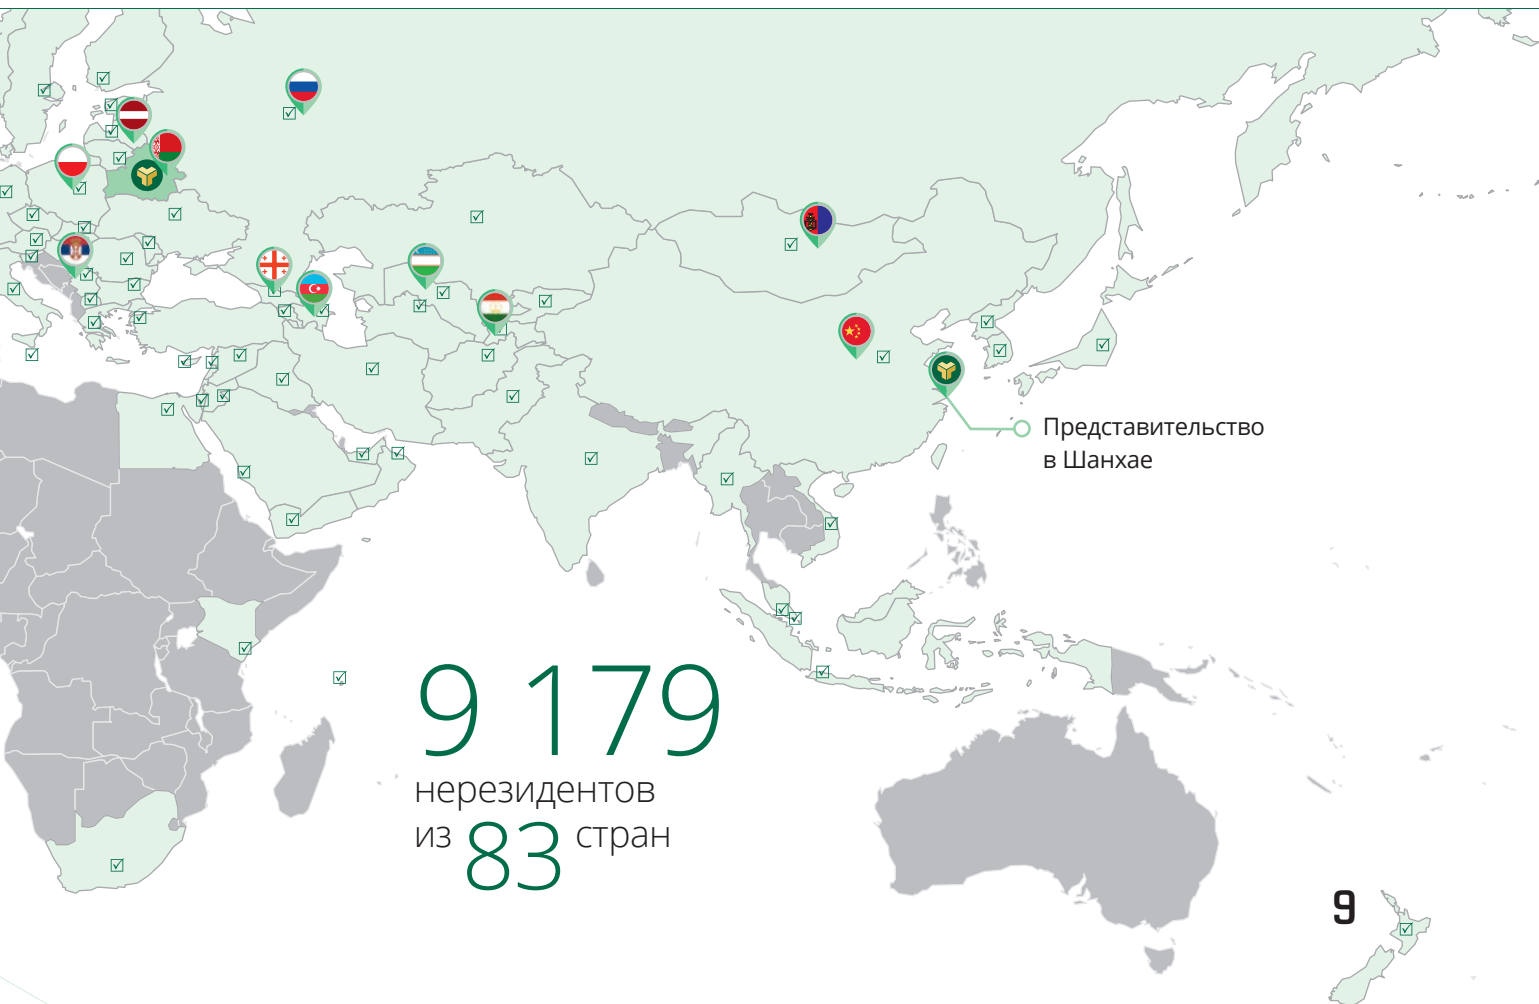 Представительство
в Шанхае
9 179
нерезидентов
из 83 стран
9